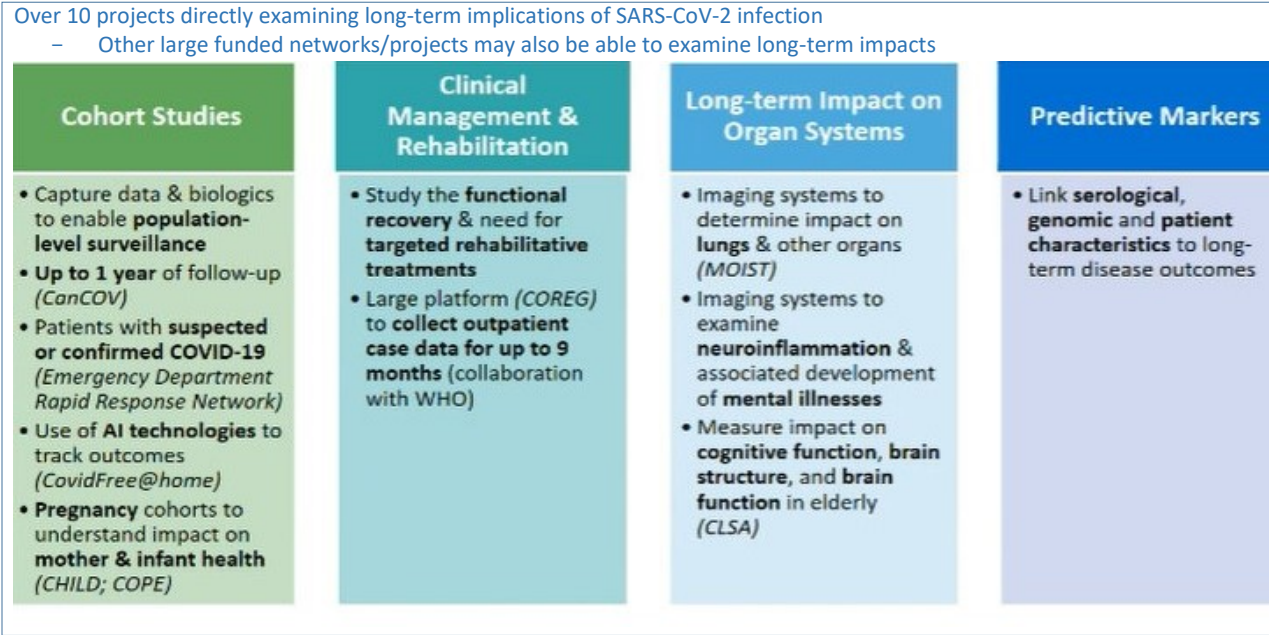 Over 10 projects directly examining long-term implications of SARS-CoV-2 infection
– Other large funded networks/projects may also be able to examine long-term impacts
Cohort Studies
• Capture data & biologics
to enable population-
level surveillance
• Up to 1 year of follow-up
(CanCOV)
• Patients with suspected
or confirmed COVID-19
(Emergency Department
Rapid Response Network)
• Use of AI technologies to
track outcomes
(CovidFree@home)
• Pregnancy cohorts to
understand impact on
mother & infant health
(CHILD; COPE)
Clinical
Management &
Rehabilitation
• Study the functional
recovery & need for
targeted rehabilitative
treatments
• Large platform (COREG)
to collect outpatient
case data for up to 9
months (collaboration
with WHO)
Long-term Impact on
Organ Systems
• Imaging systems to
determine impact on
lungs & other organs
(MOIST)
• Imaging systems to
examine
neuroinflammation &
associated development
of mental illnesses
• Measure impact on
cognitive function, brain
structure, and brain
function in elderly
(CLSA)
Predictive Markers
• Link serological,
genomic and patient
characteristics to long-
term disease outcomes